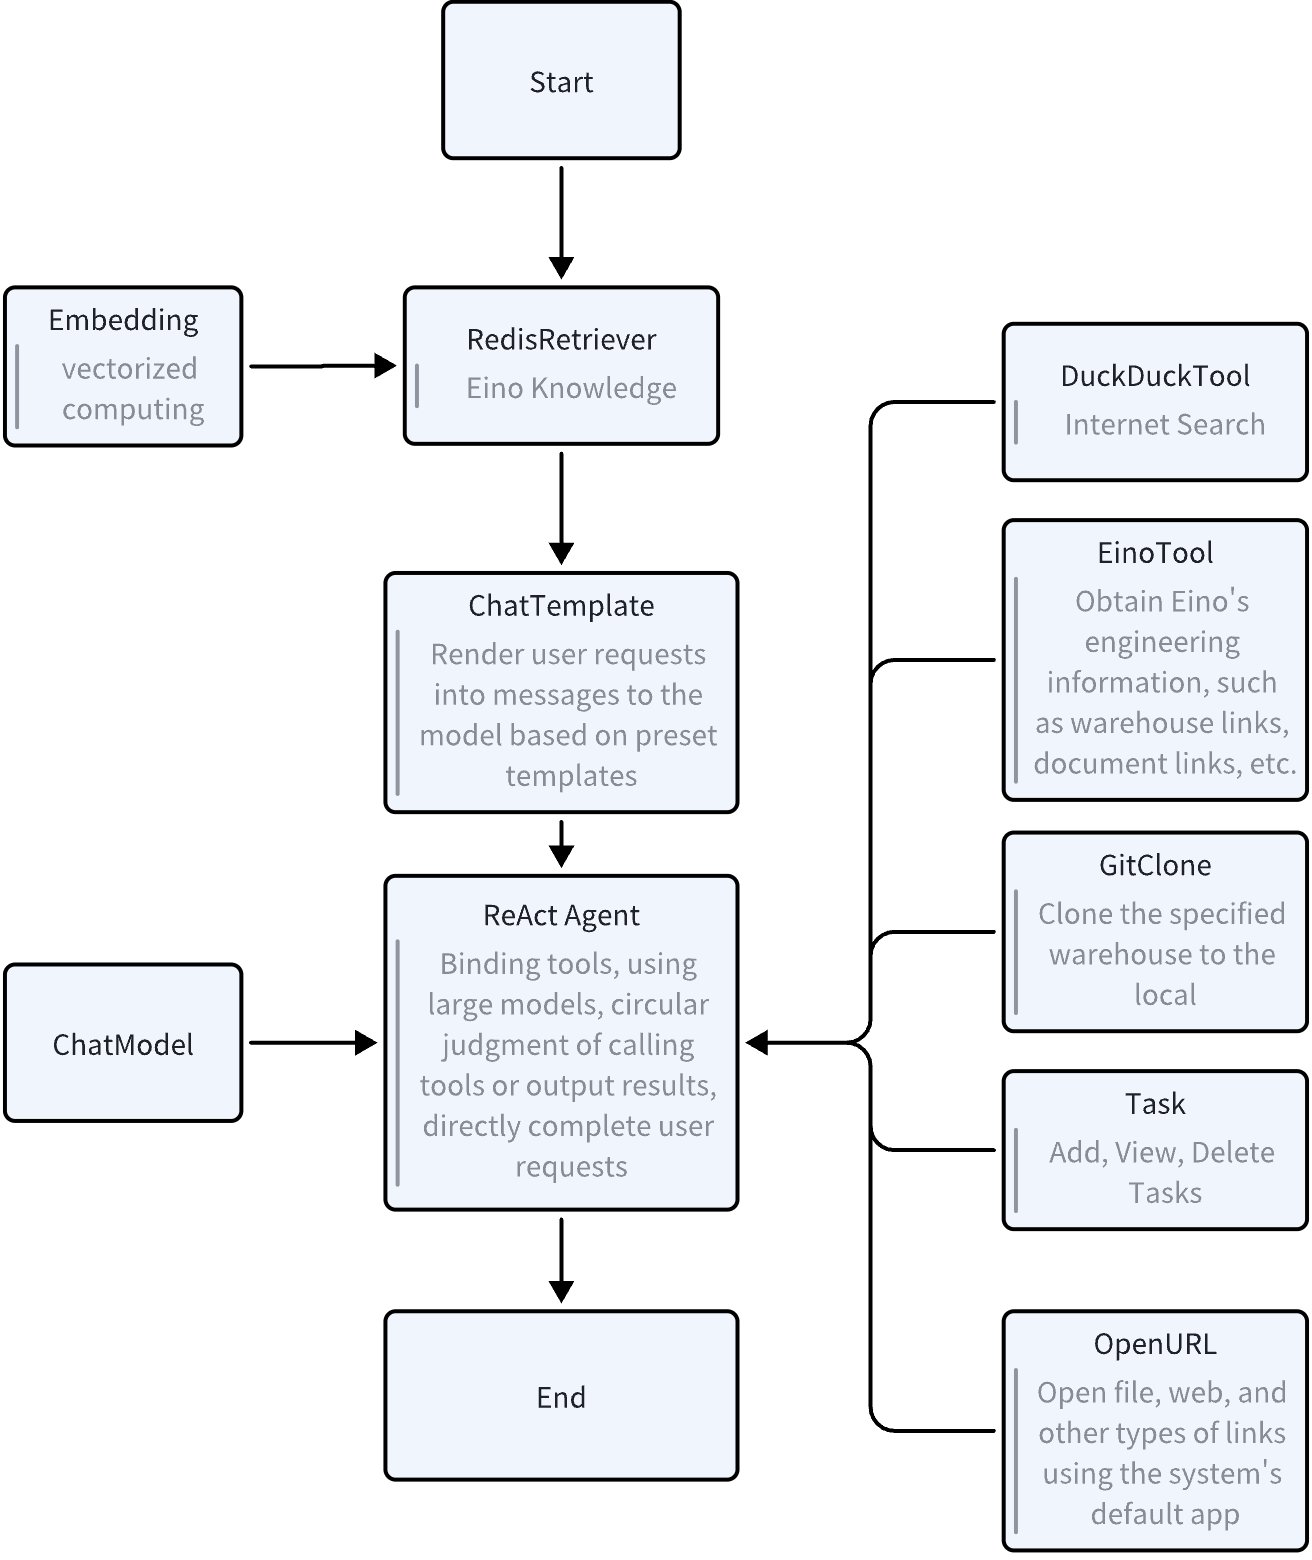 Start
Embedding
vectorized
computing
RedisRetriever
Eino Knowledge
ChatTemplate
Render user requests
into messages to the
model based on preset
templates
ChatModel
ReAct Agent
Binding tools, using
large models, circular
judgment of calling
tools or output results,
directly complete user
requests
End
DuckDuckTool
Internet Search
EinoTool
Obtain Eino's
engineering
information, such
as warehouse links,
document links, etc.
GitClone
Clone the specified
warehouse to the
local
Task
Add, View, Delete
Tasks
OpenURL
Open file, web, and
other types of links
using the system's
default app